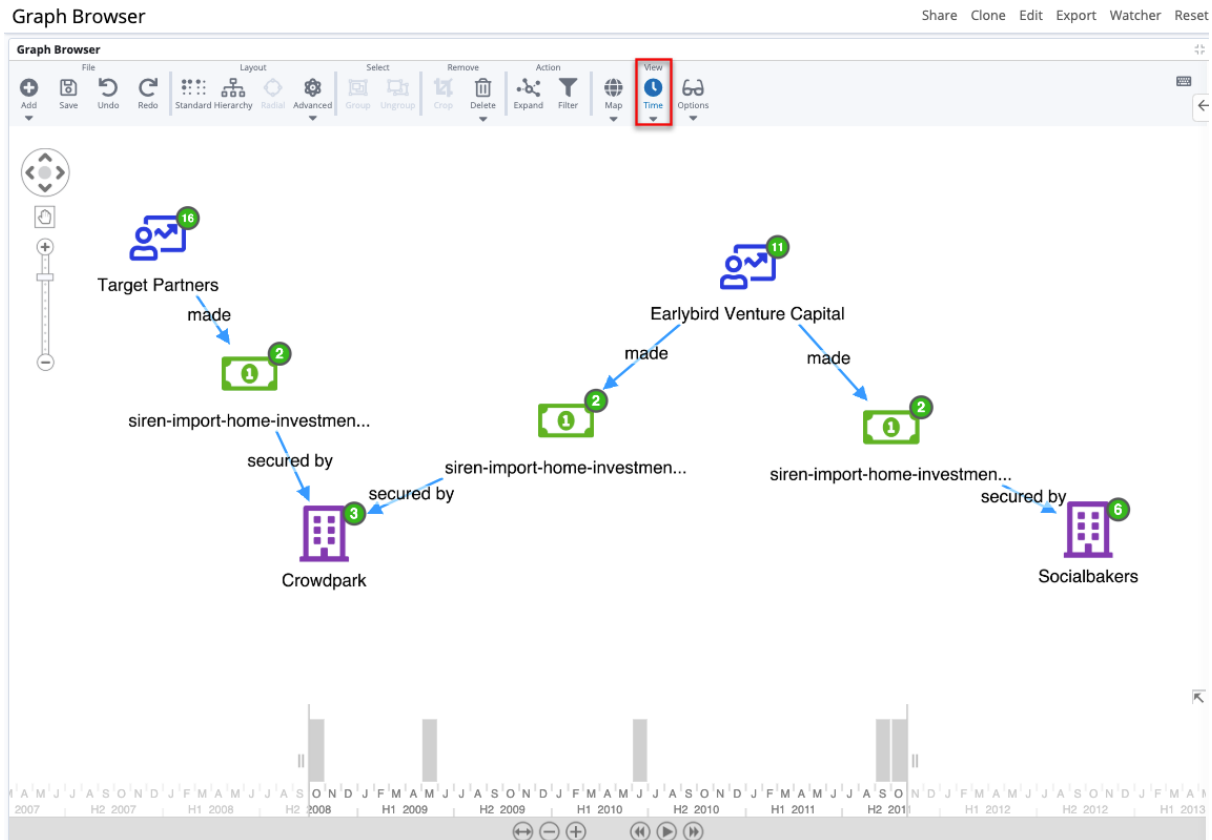 Graph Browser
Share Clone Edit Export Watcher Reset
Graph Browser
File Layout Select Remove Action View
Add Save Undo Redo Standard Hierarchy Radial Advanced Group Ungroup Crop Delete Expand Filter Map Time Options
16
11
Target Partners
Earlybird Venture Capital
made
made
made
2
2
2
siren-import-home-investmen...
siren-import-home-investmen...
siren-import-home-investmen...
secured by
secured by
secured by
3
6
Crowdpark
Socialbakers
A M J J A S O N D J F M A M J J A S O N D J F M A M J J A S O N D J F M A M J J A S O N D J F M A M J J A S O N D J F M A M J J A S O N D J F M A
2007 H2 2007 H1 2008 H2 2008 H1 2009 H2 2009 H1 2010 H2 2010 H1 2011 H2 2011 H1 2012 H2 2012 H1 2013